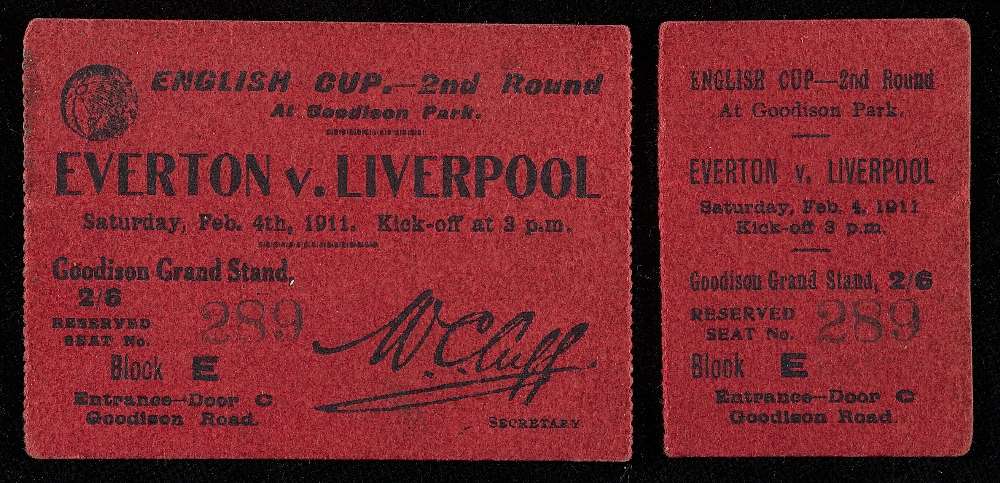 ENGLISH CUP.—2nd Round
At Goodison Park.
EVERTON v. LIVERPOOL
Saturday, Feb. 4th, 1911. Kick-off at 3 p.m.
Goodison Grand Stand.
2/6
RESERVED
SEAT No.
289
Block E
Entrance—Door C
Goodison Road.
W. C. Cuff.
SECRETARY
ENGLISH CUP—2nd Round
At Goodison Park.
EVERTON v. LIVERPOOL
Saturday, Feb. 4, 1911
Kick-off 3 p.m.
Goodison Grand Stand, 2/6
RESERVED
SEAT No.
289
Block E
Entrance—Door C
Goodison Road